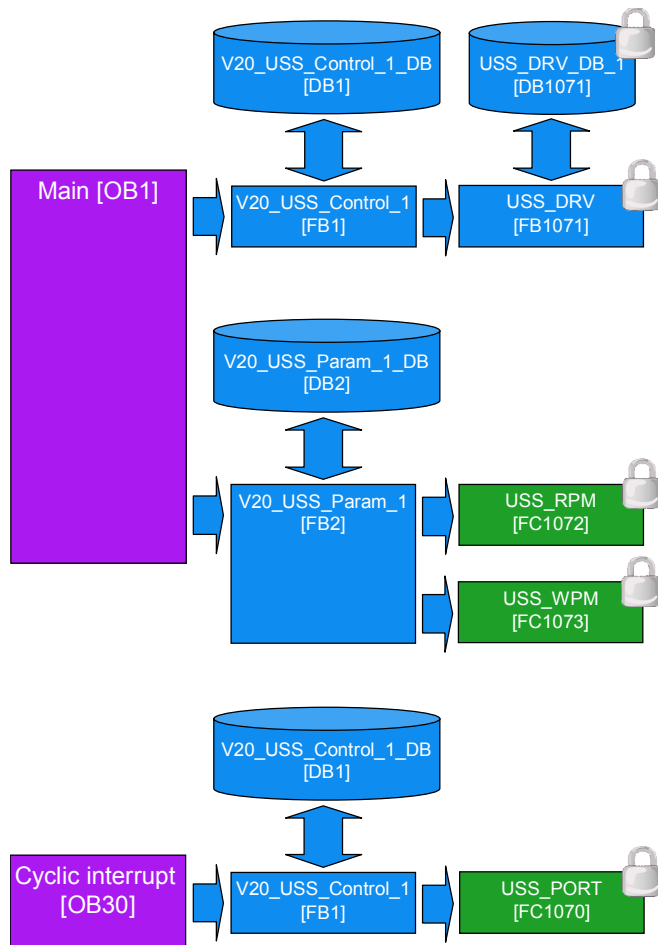 V20_USS_Control_1_DB
[DB1]
USS_DRV_DB_1
[DB1071]
Main [OB1]
V20_USS_Control_1
[FB1]
USS_DRV
[FB1071]
V20_USS_Param_1_DB
[DB2]
V20_USS_Param_1
[FB2]
USS_RPM
[FC1072]
USS_WPM
[FC1073]
V20_USS_Control_1_DB
[DB1]
Cyclic interrupt
[OB30]
V20_USS_Control_1
[FB1]
USS_PORT
[FC1070]